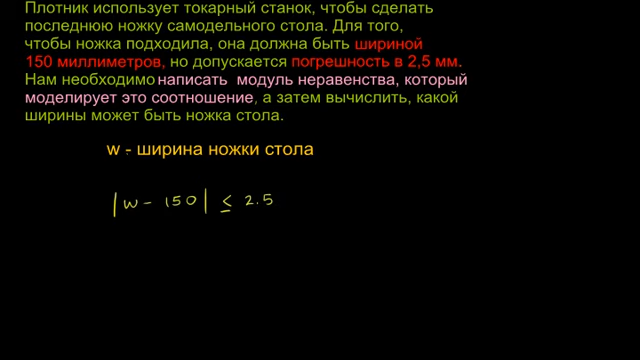 Плотник использует токарный станок, чтобы сделать
последнюю ножку самодельного стола. Для того,
чтобы ножка подходила, она должна быть шириной
150 миллиметров, но допускается погрешность в 2,5 мм.
Нам необходимо написать модуль неравенства, который
моделирует это соотношение, а затем вычислить, какой
ширины может быть ножка стола.
w - ширина ножки стола
|w - 150| ≤ 2.5